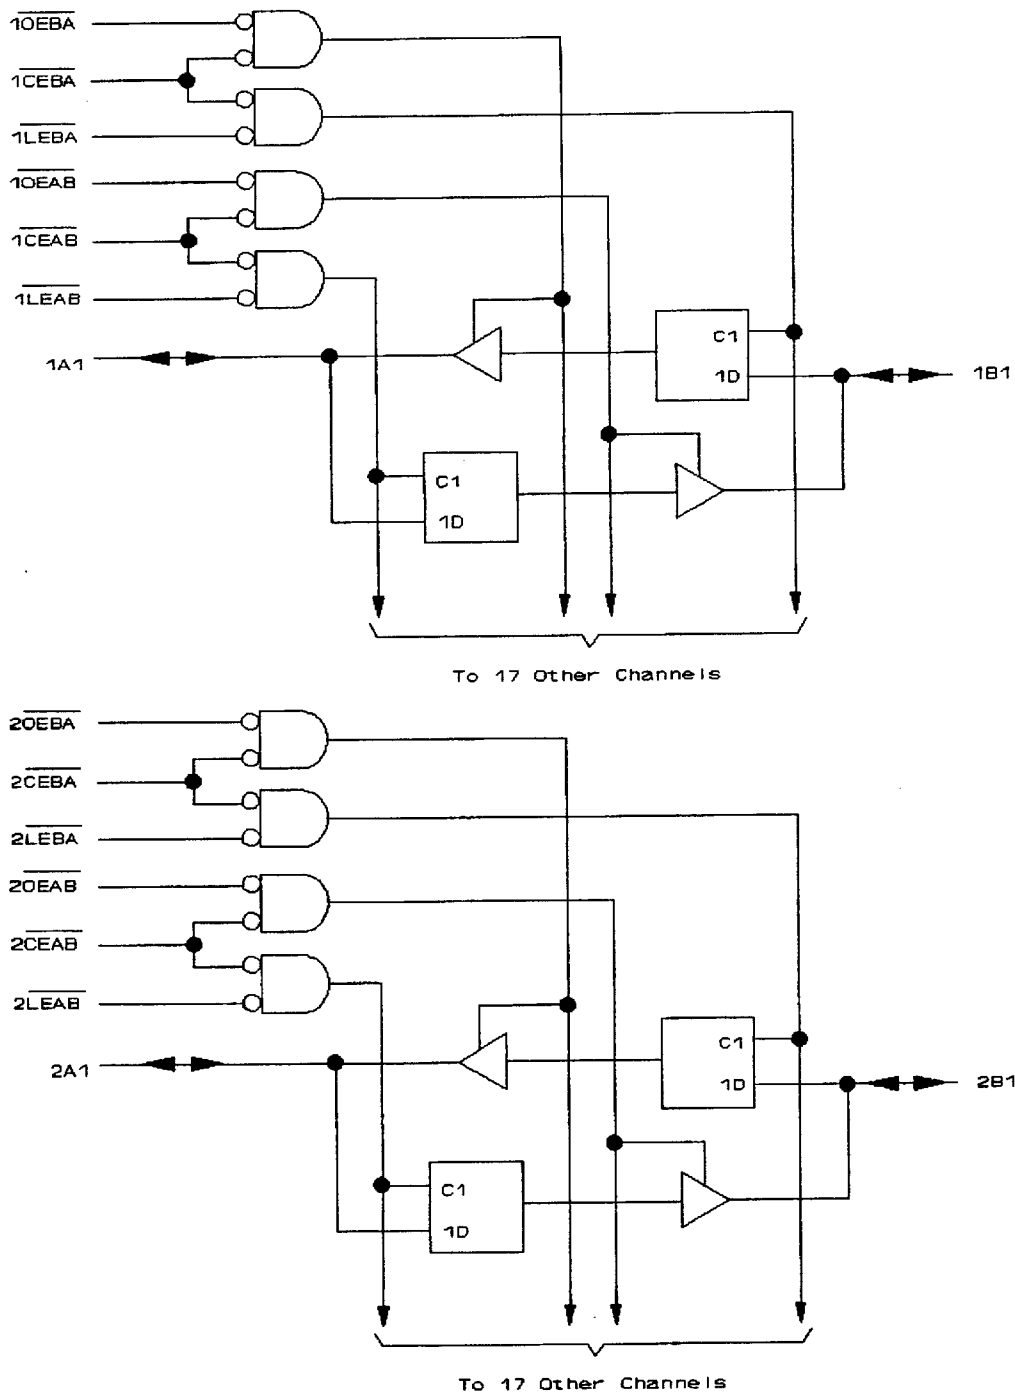 1OEBA
1CEBA
1LEBA
1OEAB
1CEAB
1LEAB
1A1
C1
1D
1B1
C1
1D
To 17 Other Channels
2OEBA
2CEBA
2LEBA
2OEAB
2CEAB
2LEAB
2A1
C1
1D
2B1
C1
1D
To 17 Other Channels